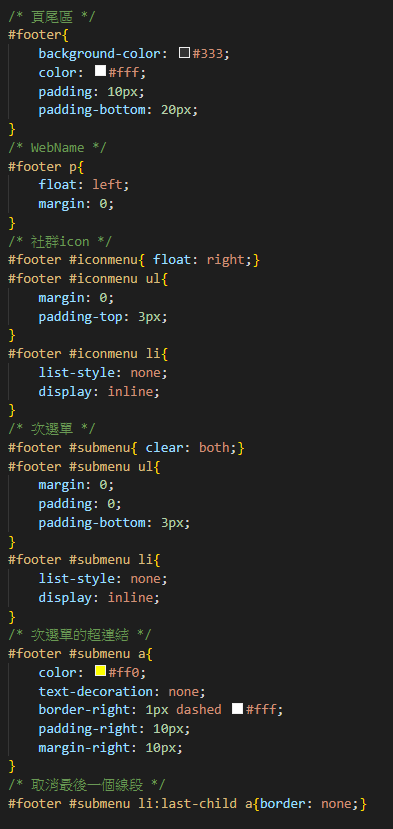 /* 頁尾區 */
#footer{
    background-color: #333;
    color: #fff;
    padding: 10px;
    padding-bottom: 20px;
}
/* WebName */
#footer p{
    float: left;
    margin: 0;
}
/* 社群icon */
#footer #iconmenu{ float: right;}
#footer #iconmenu ul{
    margin: 0;
    padding-top: 3px;
}
#footer #iconmenu li{
    list-style: none;
    display: inline;
}
/* 次選單 */
#footer #submenu{ clear: both;}
#footer #submenu ul{
    margin: 0;
    padding: 0;
    padding-bottom: 3px;
}
#footer #submenu li{
    list-style: none;
    display: inline;
}
/* 次選單的超連結 */
#footer #submenu a{
    color: #ff0;
    text-decoration: none;
    border-right: 1px dashed #fff;
    padding-right: 10px;
    margin-right: 10px;
}
/* 取消最後一個線段 */
#footer #submenu li:last-child a{border: none;}